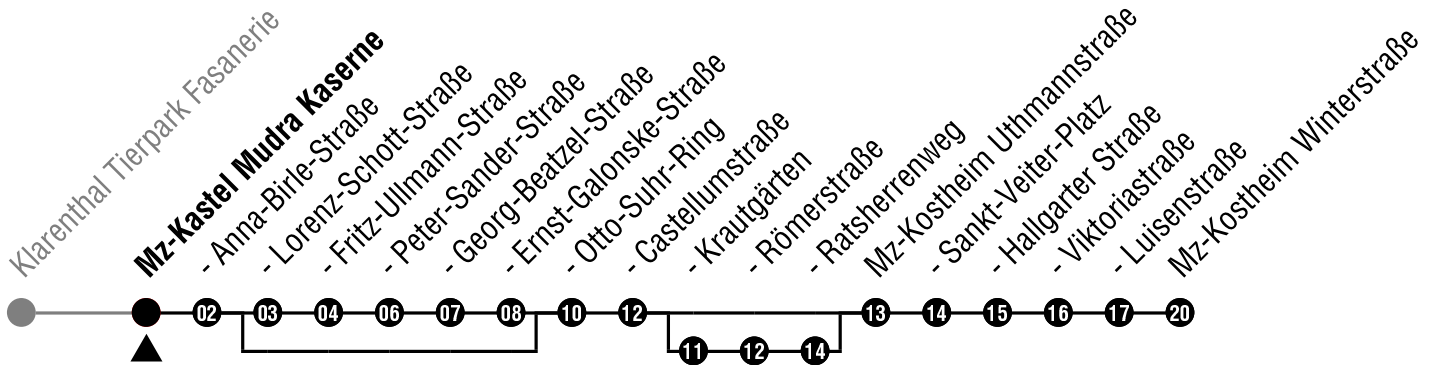 Klarenthal Tierpark Fasanerie
Mz-Kastel Mudra Kaserne
- Anna-Birle-Straße
- Lorenz-Schott-Straße
- Fritz-Ullmann-Straße
- Peter-Sander-Straße
- Georg-Beatzel-Straße
- Ernst-Galonske-Straße
- Otto-Suhr-Ring
- Castellumstraße
- Krautgärten
- Römerstraße
- Ratsherrenweg
Mz-Kostheim Uthmannstraße
- Sankt-Veiter-Platz
- Hallgarter Straße
- Viktoriastraße
- Luisenstraße
Mz-Kostheim Winterstraße
02 03 04 06 07 08 10 12 13 14 15 16 17 20
11 12 14